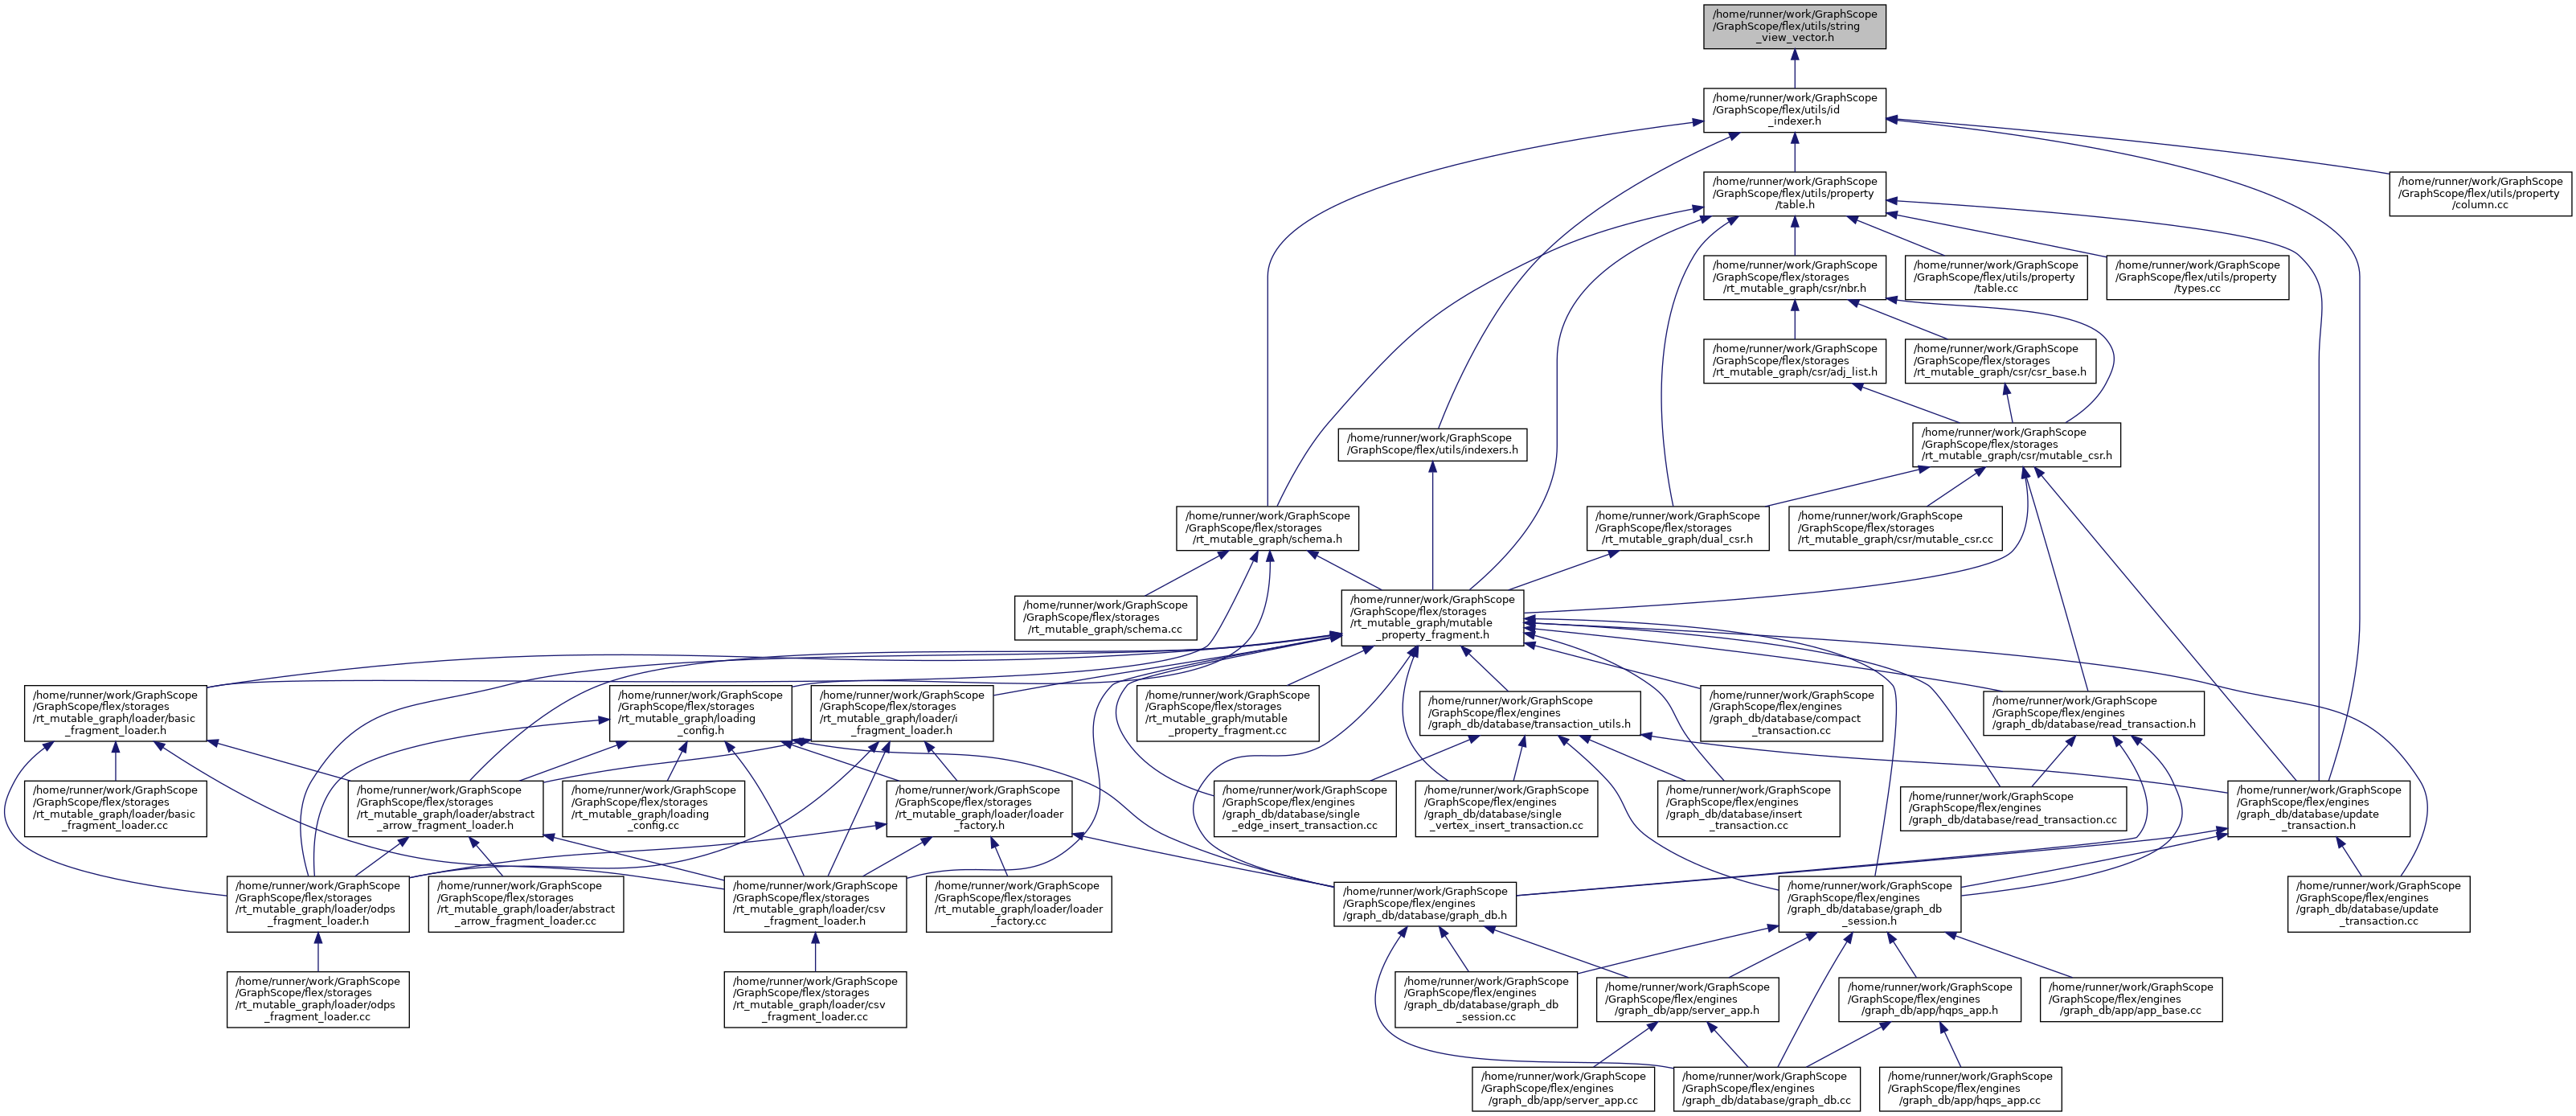 /home/runner/work/GraphScope
/GraphScope/flex/utils/string
_view_vector.h
/home/runner/work/GraphScope
/GraphScope/flex/utils/id
_indexer.h
/home/runner/work/GraphScope
/GraphScope/flex/utils/property
/table.h
/home/runner/work/GraphScope
/GraphScope/flex/utils/property
/column.cc
/home/runner/work/GraphScope
/GraphScope/flex/storages
/rt_mutable_graph/csr/nbr.h
/home/runner/work/GraphScope
/GraphScope/flex/utils/property
/table.cc
/home/runner/work/GraphScope
/GraphScope/flex/utils/property
/types.cc
/home/runner/work/GraphScope
/GraphScope/flex/storages
/rt_mutable_graph/csr/adj_list.h
/home/runner/work/GraphScope
/GraphScope/flex/storages
/rt_mutable_graph/csr/csr_base.h
/home/runner/work/GraphScope
/GraphScope/flex/utils/indexers.h
/home/runner/work/GraphScope
/GraphScope/flex/storages
/rt_mutable_graph/csr/mutable_csr.h
/home/runner/work/GraphScope
/GraphScope/flex/storages
/rt_mutable_graph/schema.h
/home/runner/work/GraphScope
/GraphScope/flex/storages
/rt_mutable_graph/dual_csr.h
/home/runner/work/GraphScope
/GraphScope/flex/storages
/rt_mutable_graph/csr/mutable_csr.cc
/home/runner/work/GraphScope
/GraphScope/flex/storages
/rt_mutable_graph/schema.cc
/home/runner/work/GraphScope
/GraphScope/flex/storages
/rt_mutable_graph/mutable
_property_fragment.h
/home/runner/work/GraphScope
/GraphScope/flex/storages
/rt_mutable_graph/loader/basic
_fragment_loader.h
/home/runner/work/GraphScope
/GraphScope/flex/storages
/rt_mutable_graph/loading
_config.h
/home/runner/work/GraphScope
/GraphScope/flex/storages
/rt_mutable_graph/loader/i
_fragment_loader.h
/home/runner/work/GraphScope
/GraphScope/flex/storages
/rt_mutable_graph/mutable
_property_fragment.cc
/home/runner/work/GraphScope
/GraphScope/flex/engines
/graph_db/database/transaction_utils.h
/home/runner/work/GraphScope
/GraphScope/flex/engines
/graph_db/database/compact
_transaction.cc
/home/runner/work/GraphScope
/GraphScope/flex/engines
/graph_db/database/read_transaction.h
/home/runner/work/GraphScope
/GraphScope/flex/storages
/rt_mutable_graph/loader/basic
_fragment_loader.cc
/home/runner/work/GraphScope
/GraphScope/flex/storages
/rt_mutable_graph/loader/abstract
_arrow_fragment_loader.h
/home/runner/work/GraphScope
/GraphScope/flex/storages
/rt_mutable_graph/loading
_config.cc
/home/runner/work/GraphScope
/GraphScope/flex/storages
/rt_mutable_graph/loader/loader
_factory.h
/home/runner/work/GraphScope
/GraphScope/flex/engines
/graph_db/database/single
_edge_insert_transaction.cc
/home/runner/work/GraphScope
/GraphScope/flex/engines
/graph_db/database/single
_vertex_insert_transaction.cc
/home/runner/work/GraphScope
/GraphScope/flex/engines
/graph_db/database/insert
_transaction.cc
/home/runner/work/GraphScope
/GraphScope/flex/engines
/graph_db/database/read_transaction.cc
/home/runner/work/GraphScope
/GraphScope/flex/engines
/graph_db/database/update
_transaction.h
/home/runner/work/GraphScope
/GraphScope/flex/storages
/rt_mutable_graph/loader/odps
_fragment_loader.h
/home/runner/work/GraphScope
/GraphScope/flex/storages
/rt_mutable_graph/loader/abstract
_arrow_fragment_loader.cc
/home/runner/work/GraphScope
/GraphScope/flex/storages
/rt_mutable_graph/loader/csv
_fragment_loader.h
/home/runner/work/GraphScope
/GraphScope/flex/storages
/rt_mutable_graph/loader/loader
_factory.cc
/home/runner/work/GraphScope
/GraphScope/flex/engines
/graph_db/database/graph_db.h
/home/runner/work/GraphScope
/GraphScope/flex/engines
/graph_db/database/graph_db
_session.h
/home/runner/work/GraphScope
/GraphScope/flex/engines
/graph_db/database/update
_transaction.cc
/home/runner/work/GraphScope
/GraphScope/flex/storages
/rt_mutable_graph/loader/odps
_fragment_loader.cc
/home/runner/work/GraphScope
/GraphScope/flex/storages
/rt_mutable_graph/loader/csv
_fragment_loader.cc
/home/runner/work/GraphScope
/GraphScope/flex/engines
/graph_db/database/graph_db
_session.cc
/home/runner/work/GraphScope
/GraphScope/flex/engines
/graph_db/app/server_app.h
/home/runner/work/GraphScope
/GraphScope/flex/engines
/graph_db/app/hqps_app.h
/home/runner/work/GraphScope
/GraphScope/flex/engines
/graph_db/app/app_base.cc
/home/runner/work/GraphScope
/GraphScope/flex/engines
/graph_db/app/server_app.cc
/home/runner/work/GraphScope
/GraphScope/flex/engines
/graph_db/database/graph_db.cc
/home/runner/work/GraphScope
/GraphScope/flex/engines
/graph_db/app/hqps_app.cc